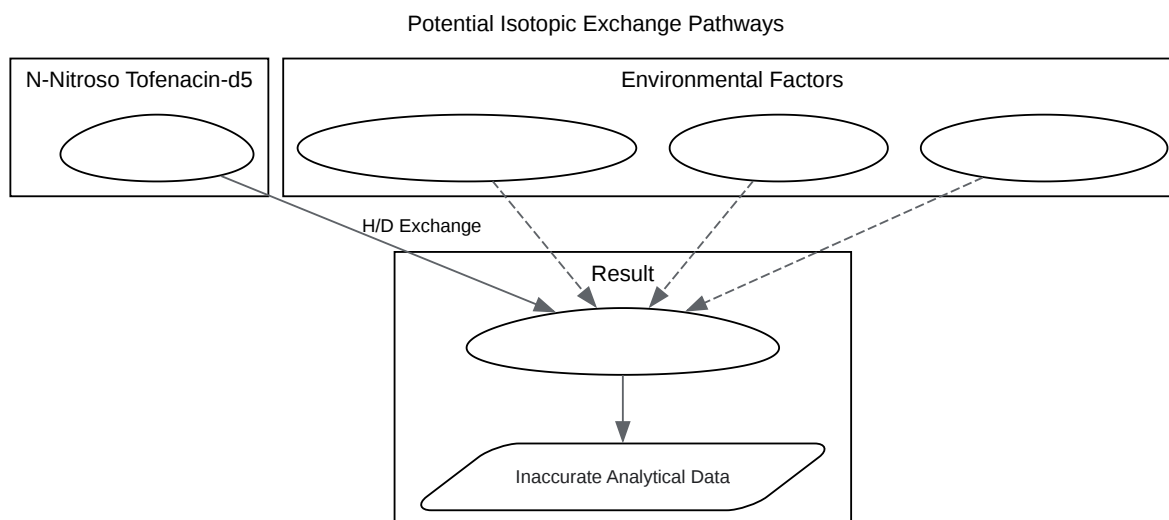 Potential Isotopic Exchange Pathways
N-Nitroso Tofenacin-d5
Environmental Factors
H/D Exchange
Result
Inaccurate Analytical Data